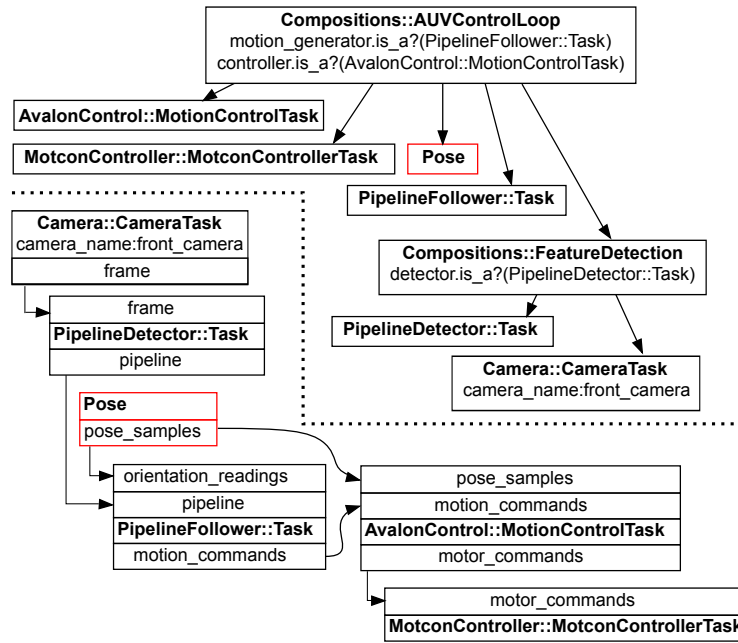 Compositions::AUVControlLoop
motion_generator.is_a?(PipelineFollower::Task)
controller.is_a?(AvalonControl::MotionControlTask)
AvalonControl::MotionControlTask
MotconController::MotconControllerTask
Pose
PipelineFollower::Task
Compositions::FeatureDetection
detector.is_a?(PipelineDetector::Task)
PipelineDetector::Task
Camera::CameraTask
camera_name:front_camera
Camera::CameraTask
camera_name:front_camera
frame
frame
PipelineDetector::Task
pipeline
Pose
pose_samples
orientation_readings
pipeline
PipelineFollower::Task
motion_commands
pose_samples
motion_commands
AvalonControl::MotionControlTask
motor_commands
motor_commands
MotconController::MotconControllerTask